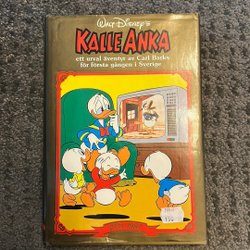 WALT DISNEY'S
KALLE ANKA
ett urval äventyr av Carl Barks
för första gången i Sverige